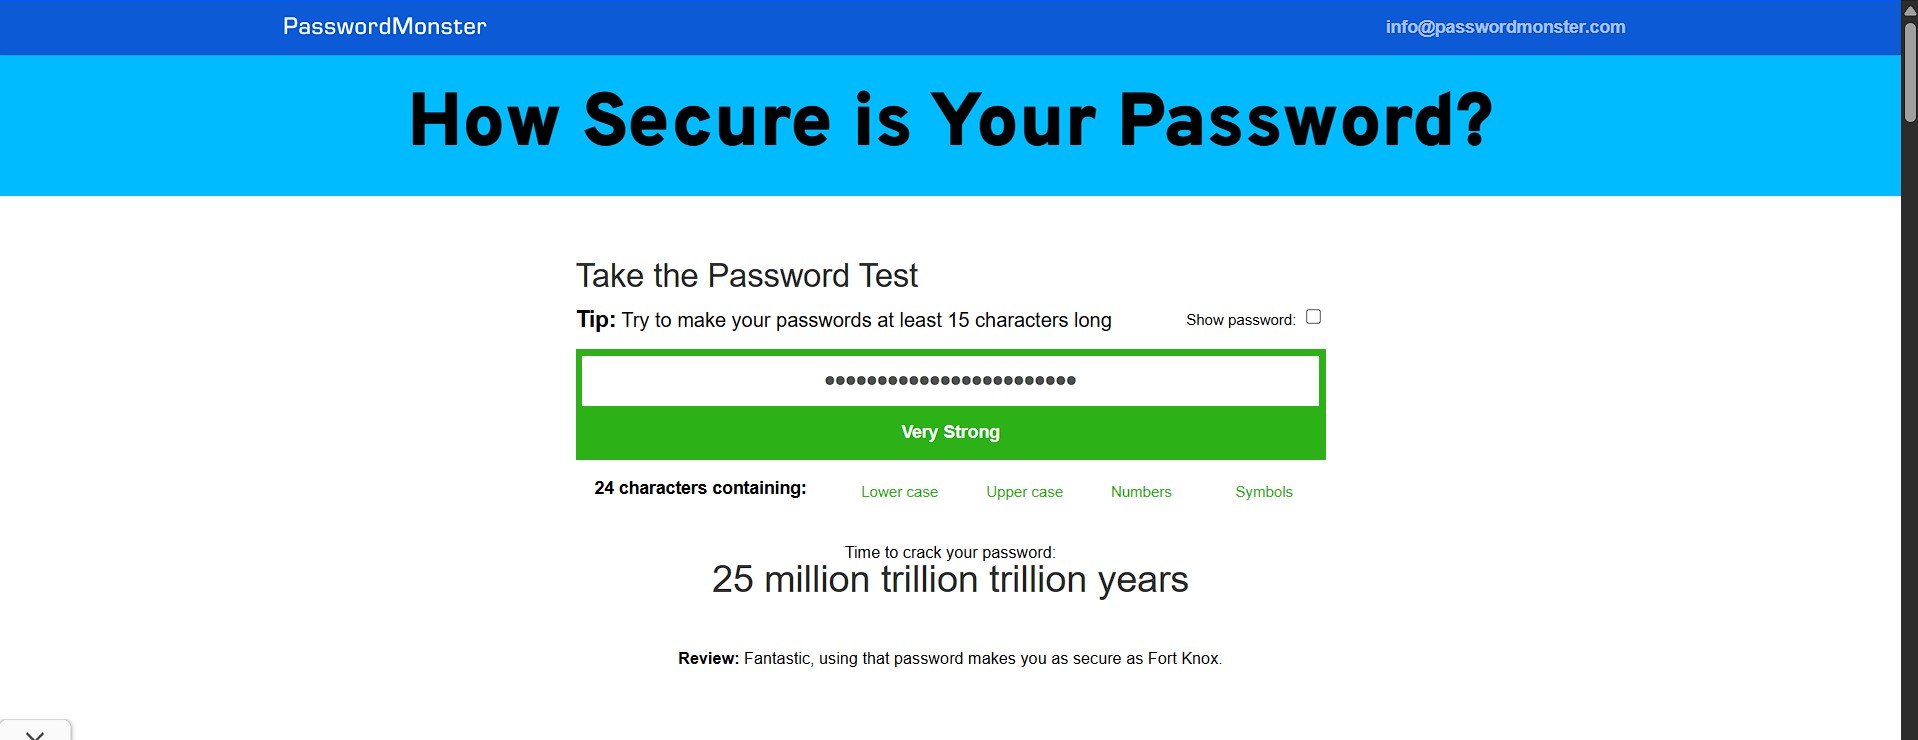 PasswordMonster
info@passwordmonster.com
How Secure is Your Password?
Take the Password Test
Tip: Try to make your passwords at least 15 characters long
Show password:
••••••••••••••••••••••••
Very Strong
24 characters containing:
Lower case
Upper case
Numbers
Symbols
Time to crack your password:
25 million trillion trillion years
Review: Fantastic, using that password makes you as secure as Fort Knox.